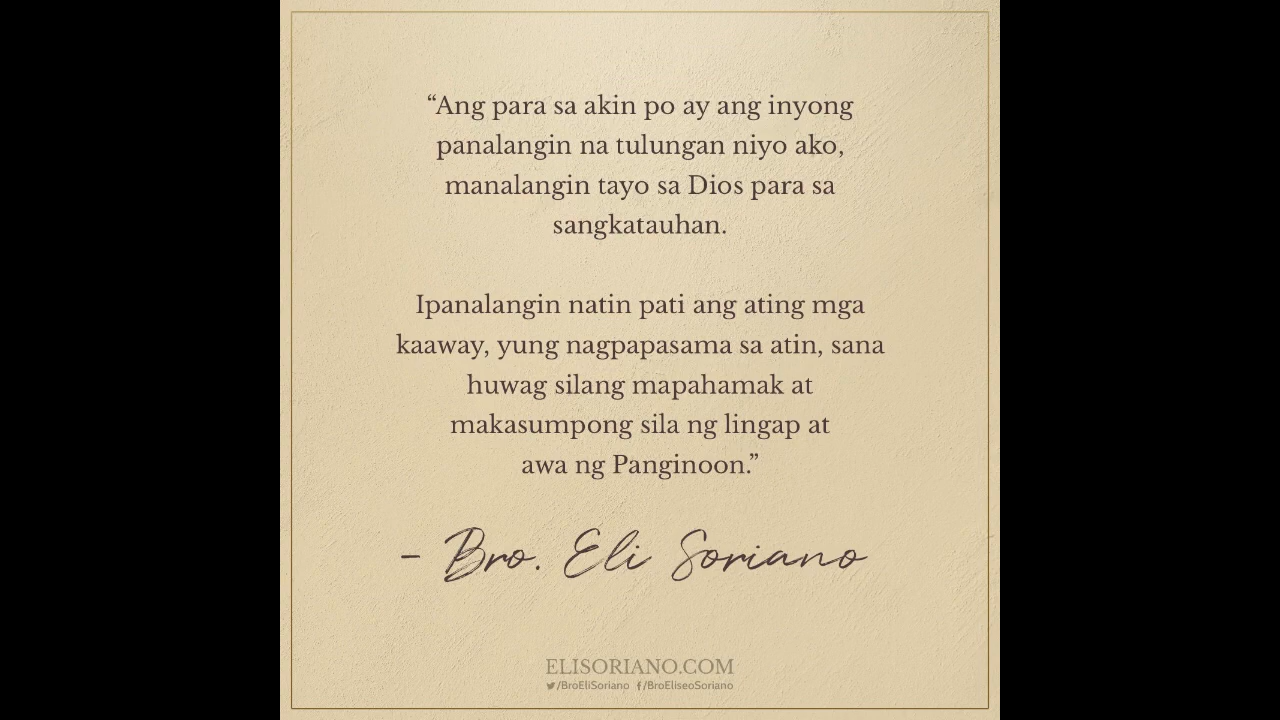 “Ang para sa akin po ay ang inyong
panalangin na tulungan niyo ako,
manalangin tayo sa Dios para sa
sangkatauhan.
Ipanalangin natin pati ang ating mga
kaaway, yung nagpapasama sa atin, sana
huwag silang mapahamak at
makasumpong sila ng lingap at
awa ng Panginoon.”
- Bro. Eli Soriano
ELISORIANO.COM
/BroEliSoriano /BroEliseoSoriano